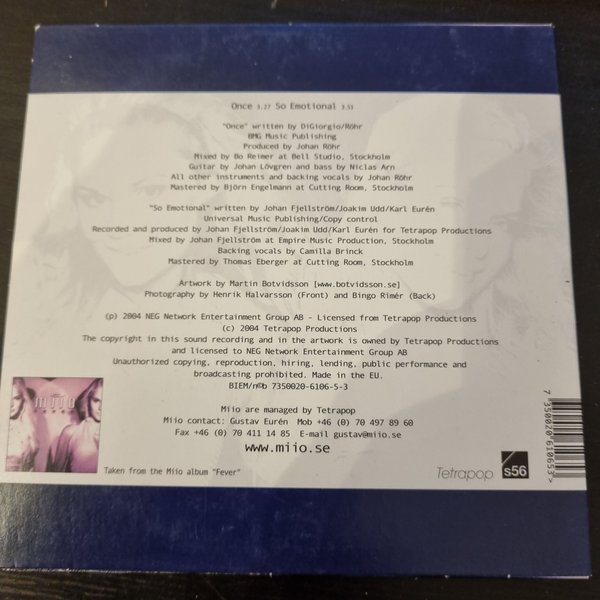 Once 3.27 So Emotional 3.53
"Once" written by DiGiorgio/Röhr
BMG Music Publishing
Produced by Johan Röhr
Mixed by Bo Reimer at Bell Studio, Stockholm
Guitar by Johan Lövgren and bass by Niclas Arn
All other instruments and backing vocals by Johan Röhr
Mastered by Björn Engelmann at Cutting Room, Stockholm
"So Emotional" written by Johan Fjellström/Joakim Udd/Karl Eurén
Universal Music Publishing/Copy control
Recorded and produced by Johan Fjellström/Joakim Udd/Karl Eurén for Tetrapop Productions
Mixed by Johan Fjellström at Empire Music Production, Stockholm
Backing vocals by Camilla Brinck
Mastered by Thomas Eberger at Cutting Room, Stockholm
Artwork by Martin Botvidsson [www.botvidsson.se]
Photography by Henrik Halvarsson (Front) and Bingo Rimér (Back)
(p) 2004 NEG Network Entertainment Group AB - Licensed from Tetrapop Productions
(c) 2004 Tetrapop Productions
The copyright in this sound recording and in the artwork is owned by Tetrapop Productions
and licensed to NEG Network Entertainment Group AB
Unauthorized copying, reproduction, hiring, lending, public performance and
broadcasting prohibited. Made in the EU.
BIEM/n©b 7350020-6106-5-3
Miio are managed by Tetrapop
Miio contact: Gustav Eurén Mob +46 (0) 70 497 89 60
Fax +46 (0) 70 411 14 85 E-mail gustav@miio.se
www.miio.se
miio
Taken from the Miio album "Fever"
Tetrapop
s56
7 350020 610653>